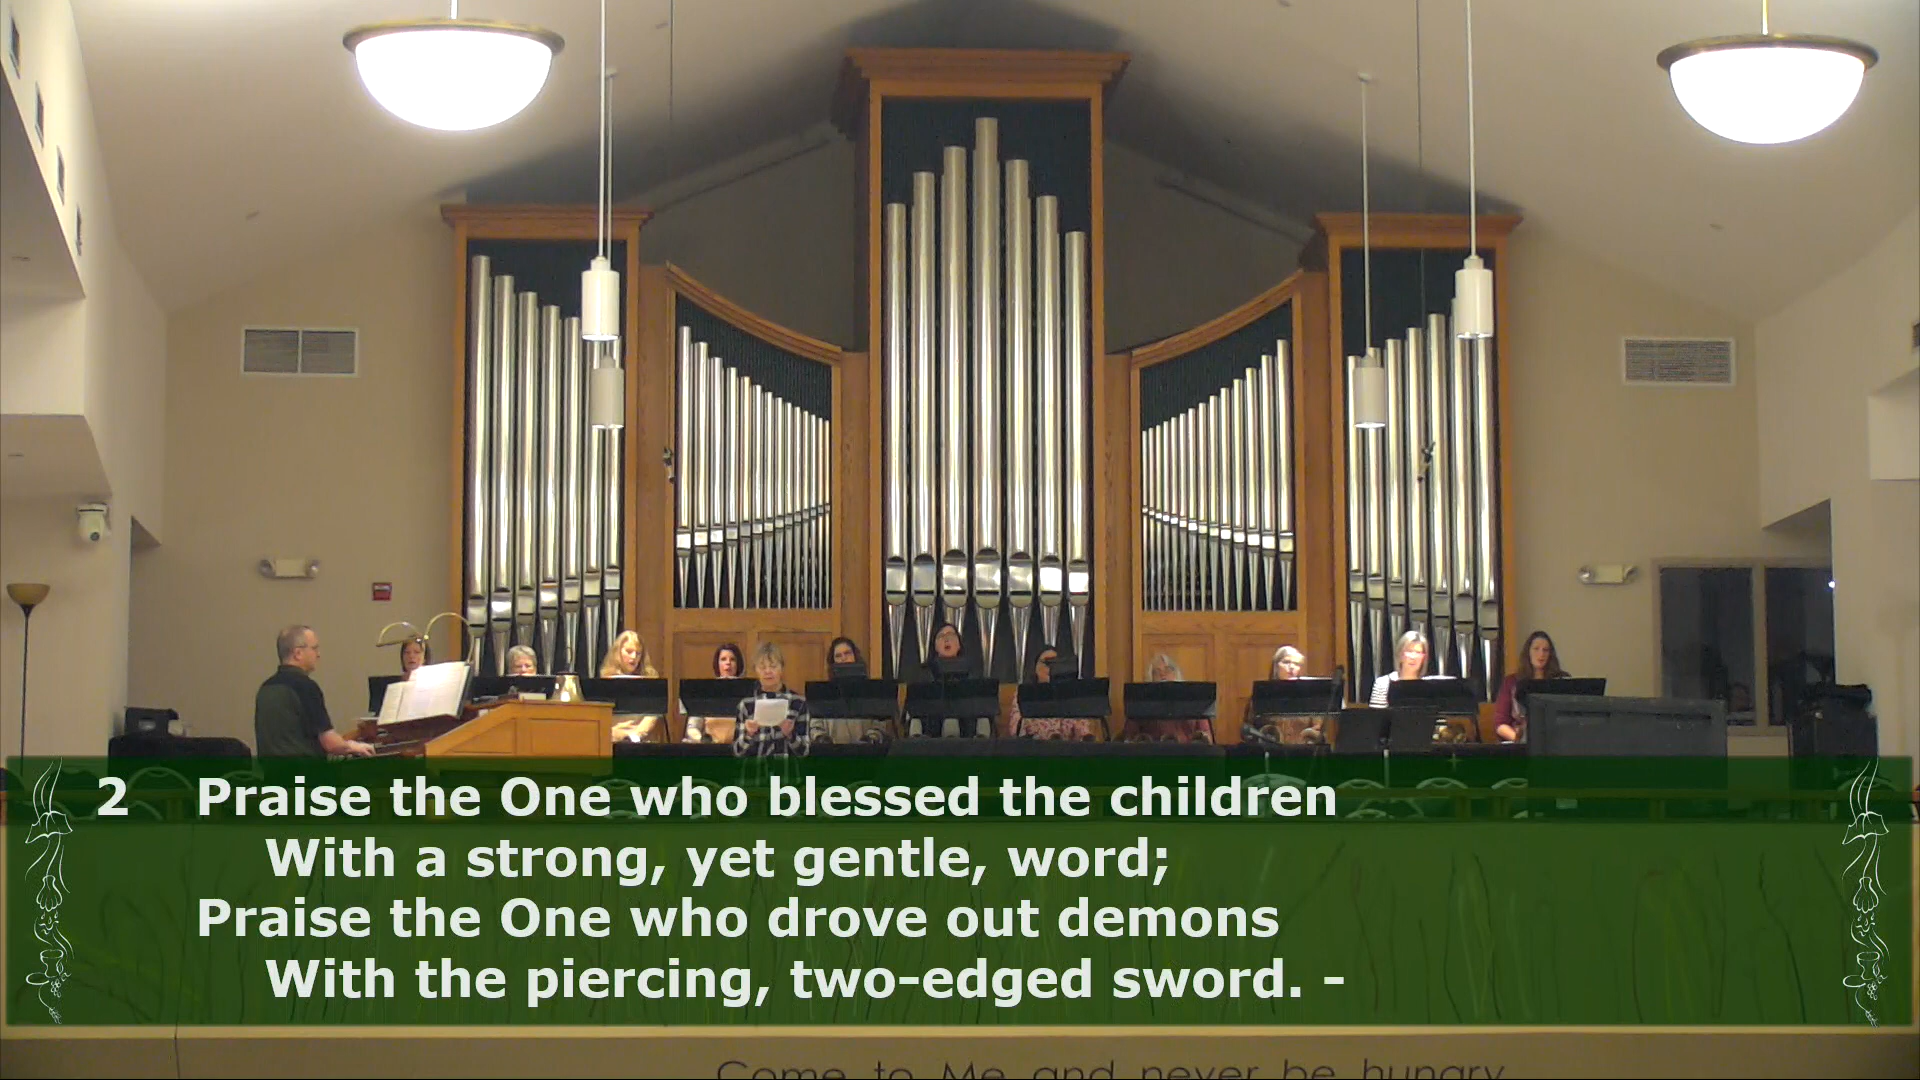 2 Praise the One who blessed the children
With a strong, yet gentle, word;
Praise the One who drove out demons
With the piercing, two-edged sword. -
Come to Me and never be hungry